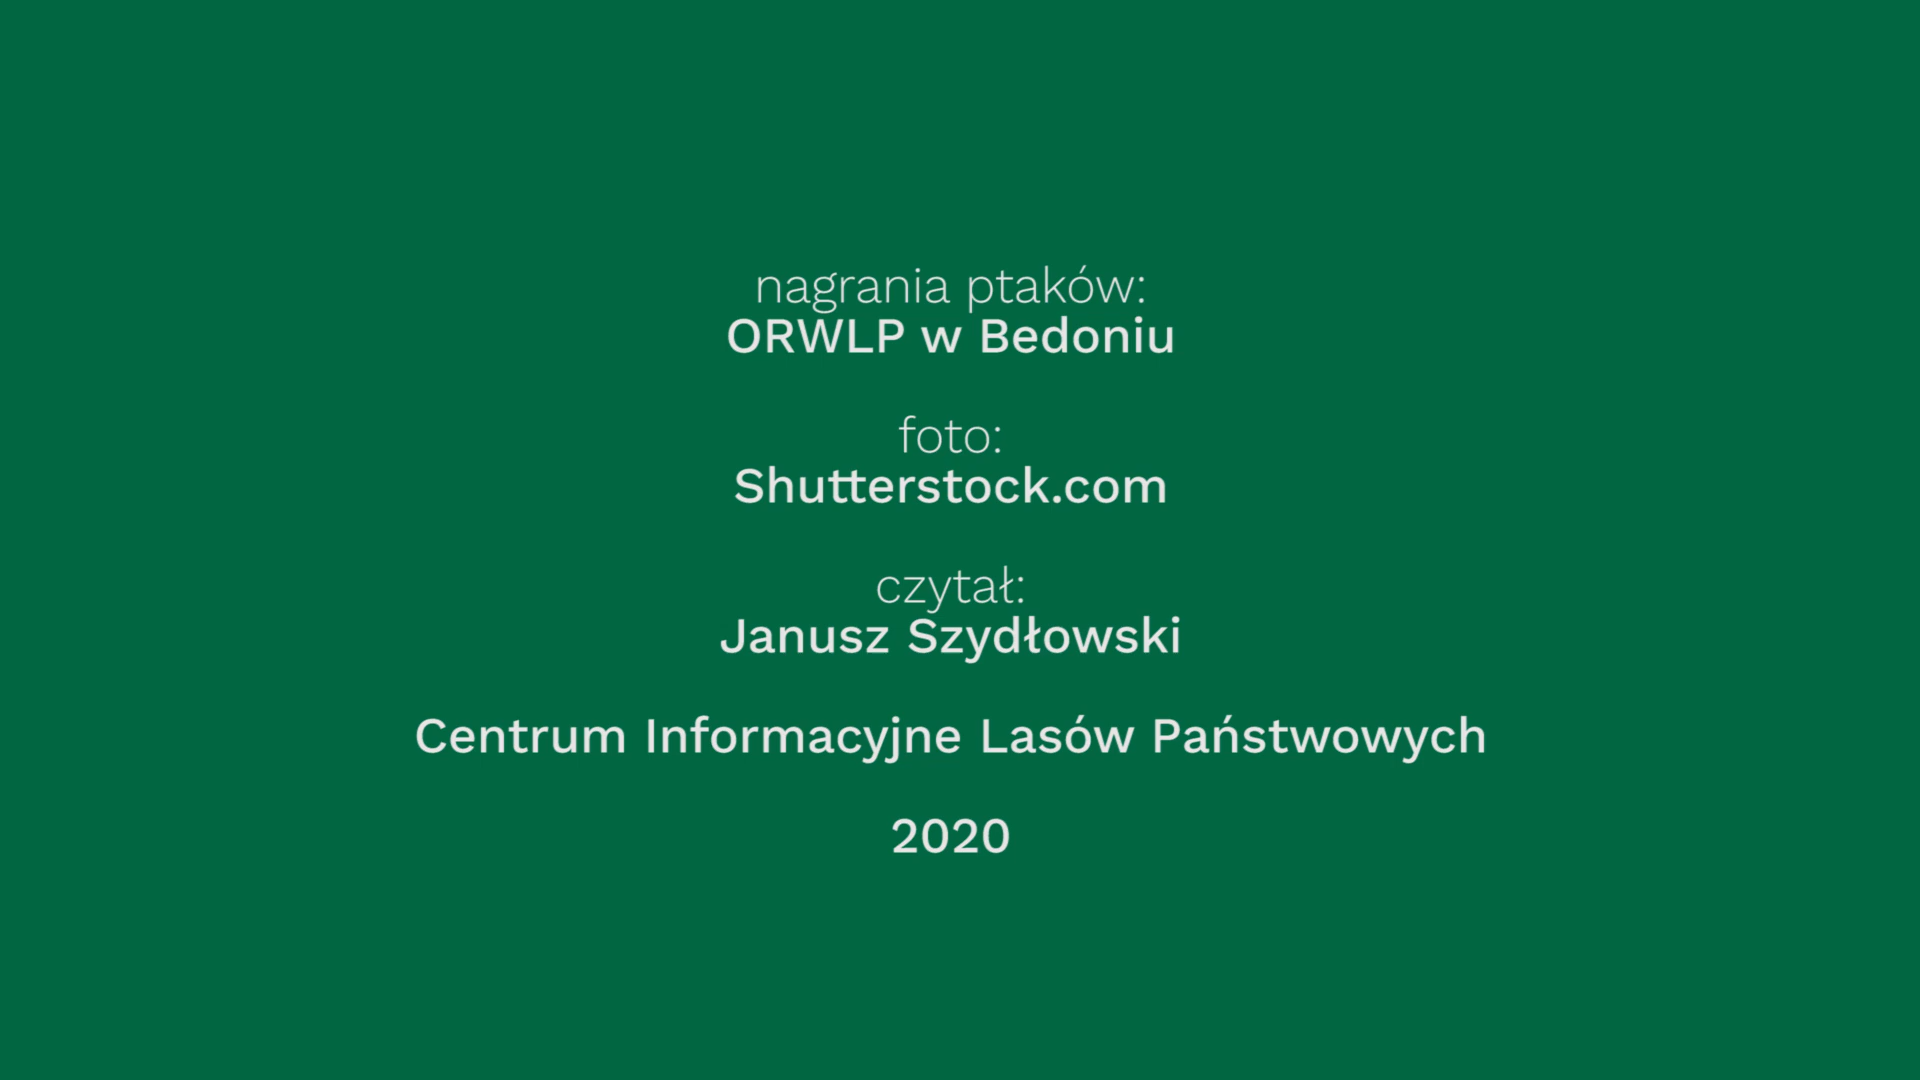 nagrania ptaków:
ORWLP w Bedoniu
foto:
Shutterstock.com
czytał:
Janusz Szydłowski
Centrum Informacyjne Lasów Państwowych
2020